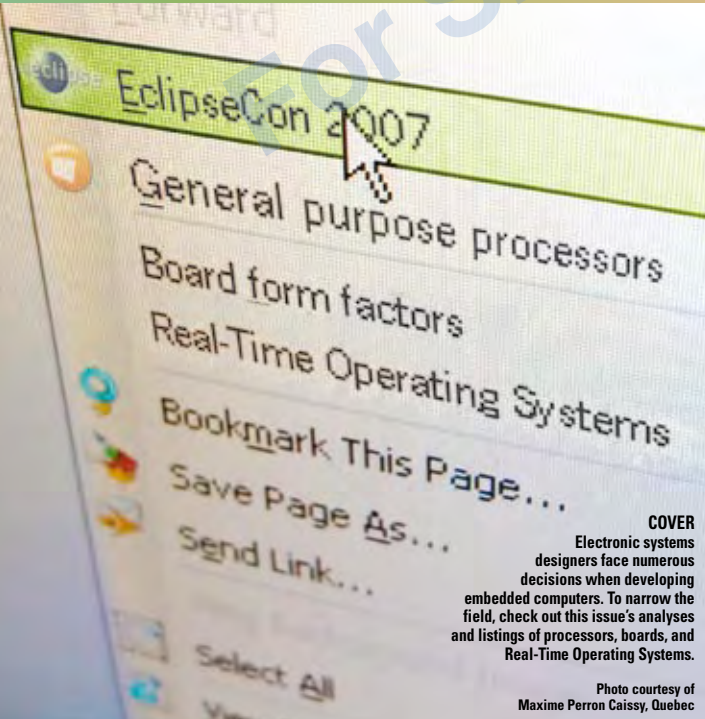 Forward
eclipse EclipseCon 2007
General purpose processors
Board form factors
Real-Time Operating Systems
Bookmark This Page...
Save Page As...
Send Link...
Select All
COVER
Electronic systems
designers face numerous
decisions when developing
embedded computers. To narrow the
field, check out this issue's analyses
and listings of processors, boards, and
Real-Time Operating Systems.
Photo courtesy of
Maxime Perron Caissy, Quebec